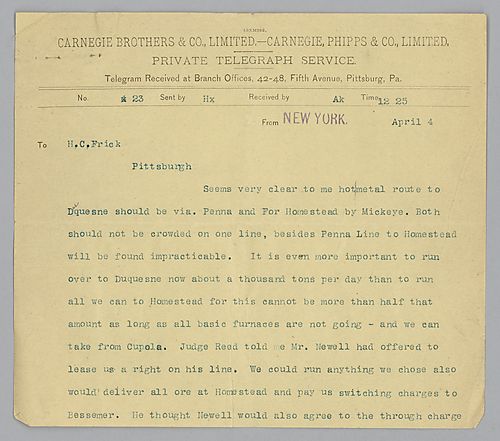 CARNEGIE BROTHERS & CO., LIMITED.—CARNEGIE, PHIPPS & CO., LIMITED,
PRIVATE TELEGRAPH SERVICE.
Telegram Received at Branch Offices, 42-48, Fifth Avenue, Pittsburg, Pa.
No. 23 Sent by Hx Received by Ak Time 12 25
From NEW YORK. April 4
To H.C.Frick
Pittsburgh
Seems very clear to me hotmetal route to
Duquesne should be via. Penna and For Homestead by Mickeye. Both
should not be crowded on one line, besides Penna Line to Homestead
will be found impracticable. It is even more important to run
over to Duquesne now about a thousand tons per day than to run
all we can to Homestead for this cannot be more than half that
amount as long as all basic furnaces are not going - and we can
take from Cupola. Judge Reed told me Mr. Newell had offered to
lease us a right on his line. We could run anything we chose also
would deliver all ore at Homestead and pay us switching charges to
Bessemer. He thought Newell would also agree to the through charge